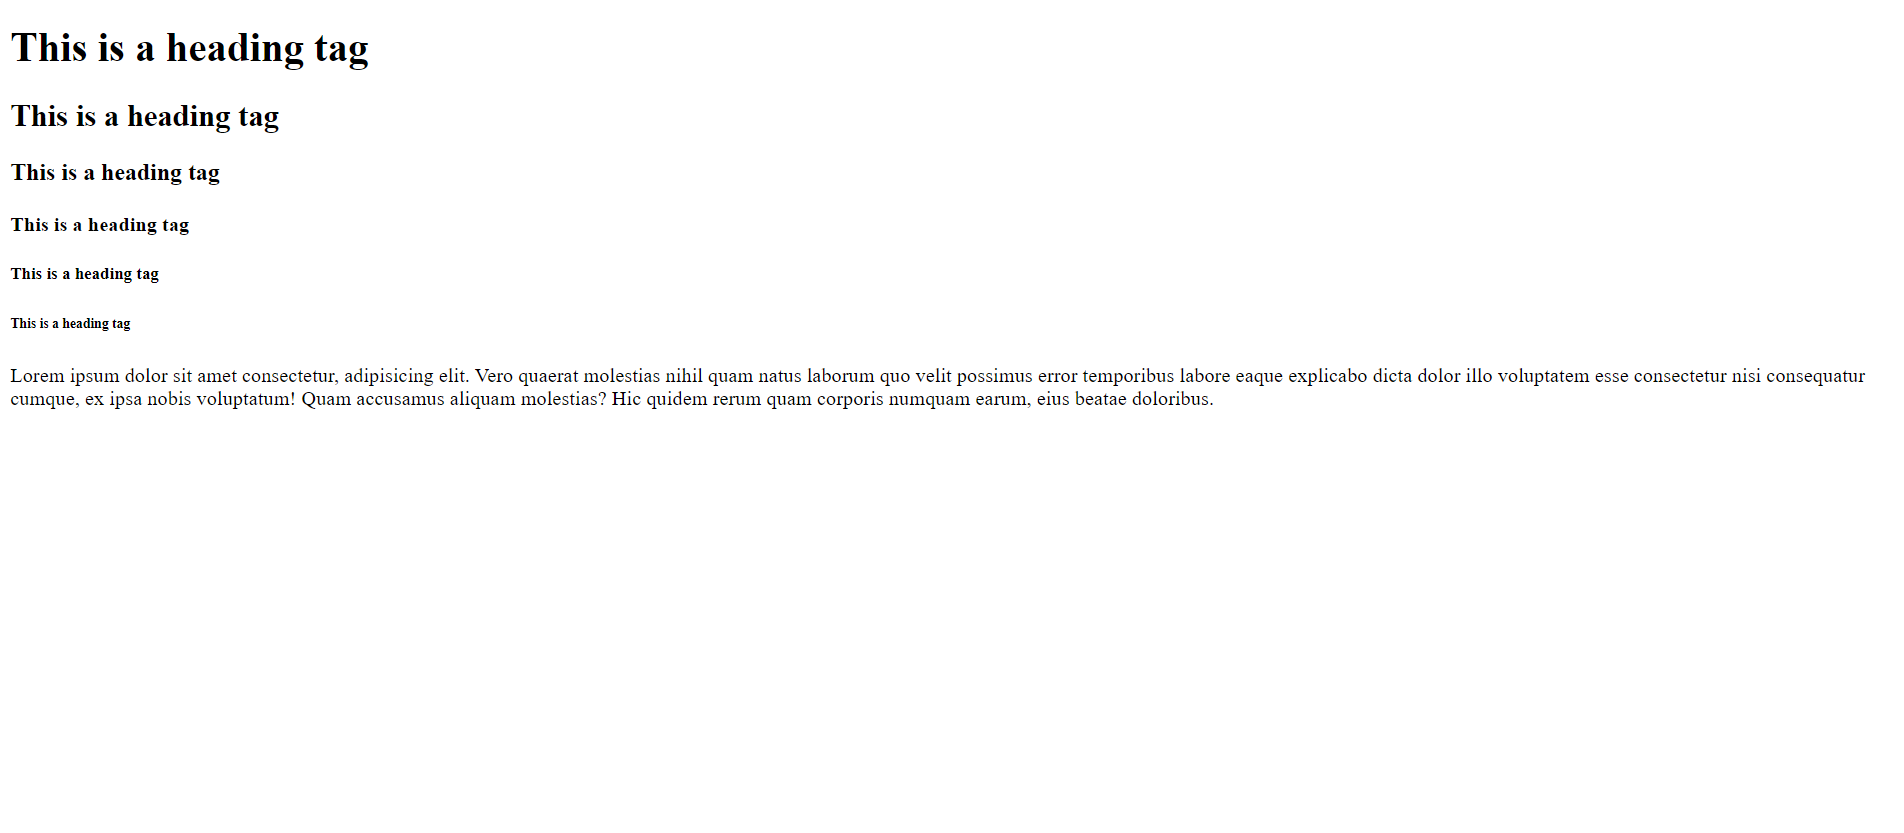 This is a heading tag
This is a heading tag
This is a heading tag
This is a heading tag
This is a heading tag
This is a heading tag
Lorem ipsum dolor sit amet consectetur, adipisicing elit. Vero quaerat molestias nihil quam natus laborum quo velit possimus error temporibus labore eaque explicabo dicta dolor illo voluptatem esse consectetur nisi consequatur
cumque, ex ipsa nobis voluptatum! Quam accusamus aliquam molestias? Hic quidem rerum quam corporis numquam earum, eius beatae doloribus.